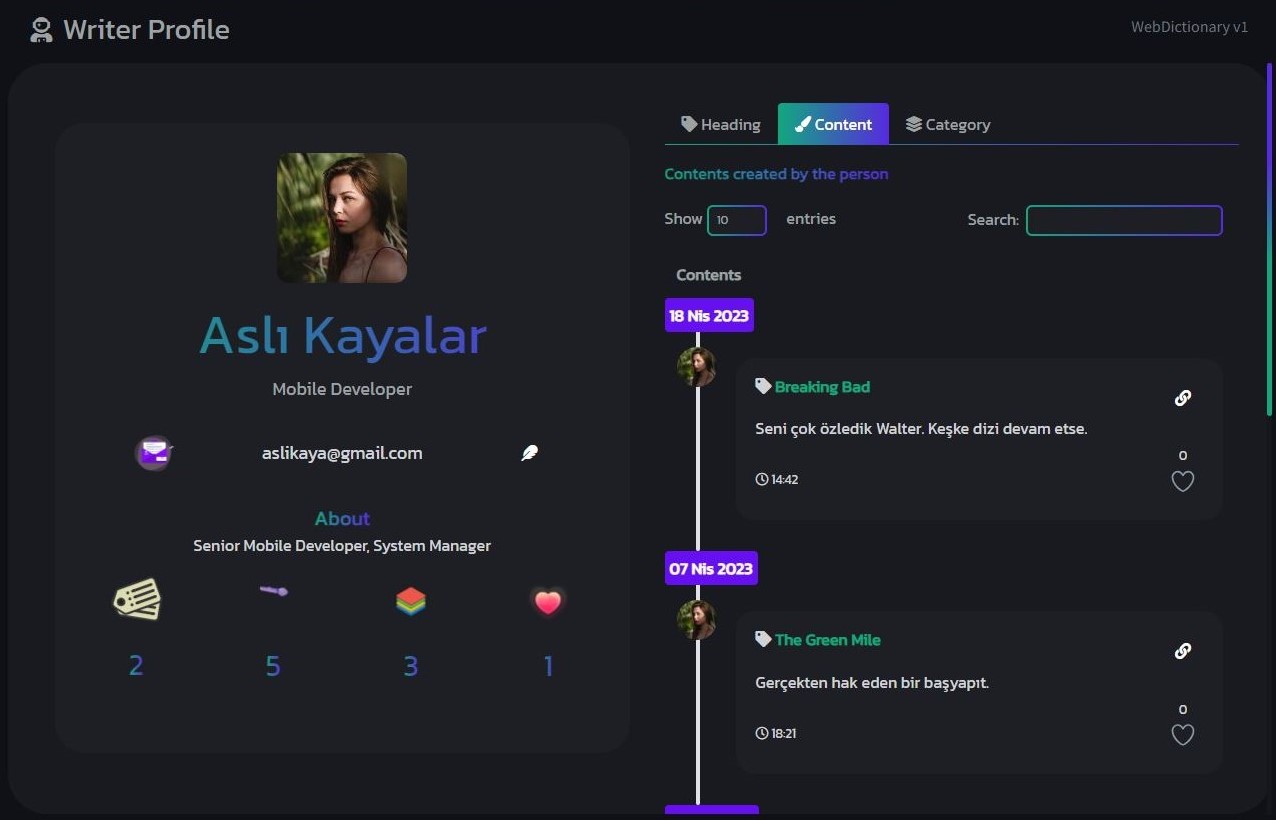 Writer Profile
WebDictionary v1
Aslı Kayalar
Mobile Developer
aslikaya@gmail.com
About
Senior Mobile Developer, System Manager
2 5 3 1
Heading Content Category
Contents created by the person
Show 10 entries Search:
Contents
18 Nis 2023
Breaking Bad
Seni çok özledik Walter. Keşke dizi devam etse.
0
14:42
07 Nis 2023
The Green Mile
Gerçekten hak eden bir başyapıt.
0
18:21